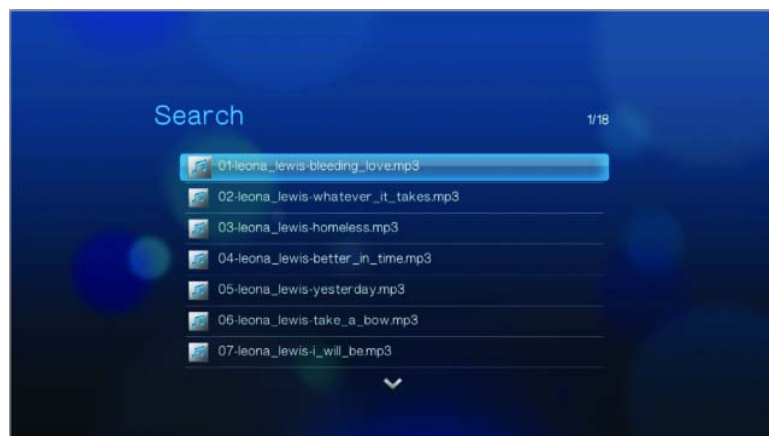 Search
1/18
01-leona_lewis-bleeding_love.mp3
02-leona_lewis-whatever_it_takes.mp3
03-leona_lewis-homeless.mp3
04-leona_lewis-better_in_time.mp3
05-leona_lewis-yesterday.mp3
06-leona_lewis-take_a_bow.mp3
07-leona_lewis-i_will_be.mp3